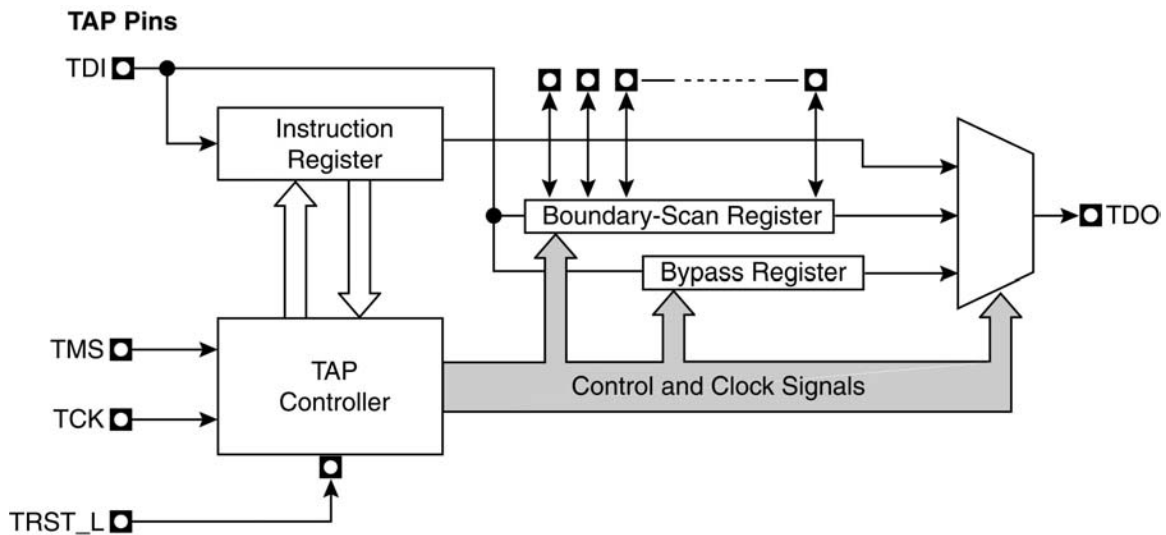 TAP Pins
TDI
Instruction
Register
Boundary-Scan Register
TDO
Bypass Register
TMS
TAP
Controller
Control and Clock Signals
TCK
TRST_L